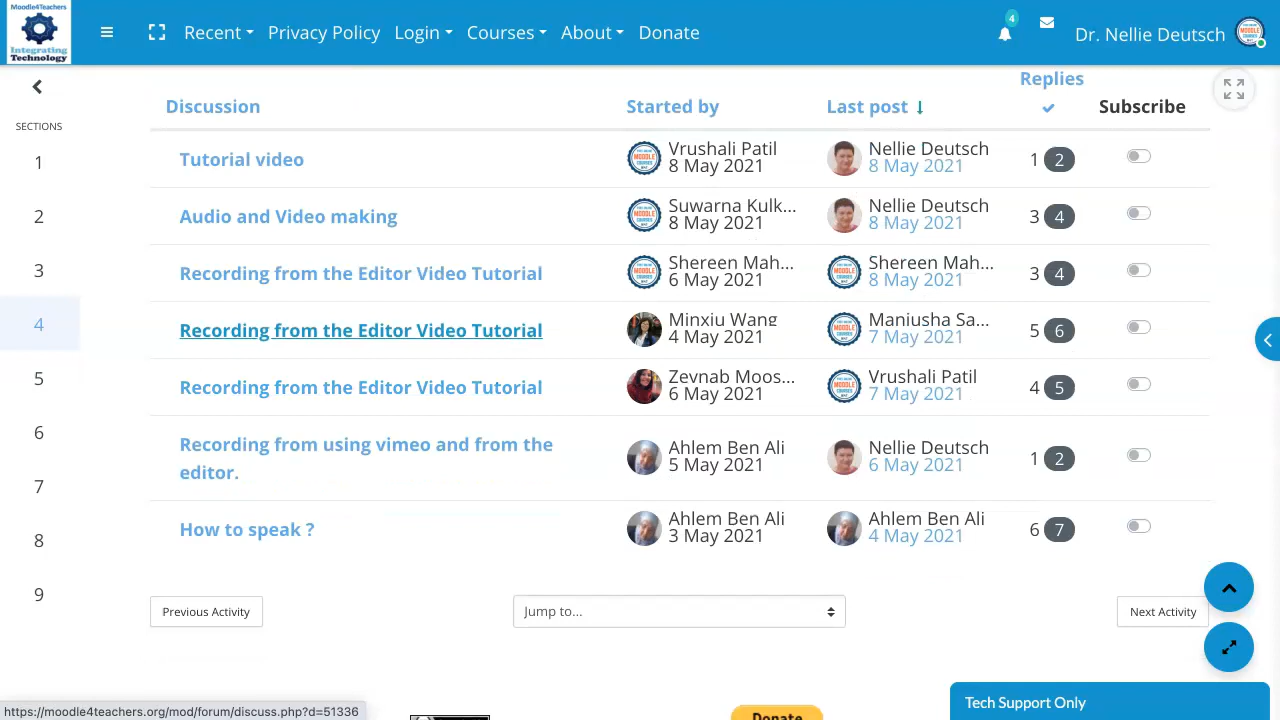 Moodle4Teachers
Integrating
Technology
Recent
Privacy Policy
Login
Courses
About
Donate
4
Dr. Nellie Deutsch
SECTIONS
1
2
3
4
5
6
7
8
9
Discussion Started by Last post Replies Subscribe
Tutorial video
Vrushali Patil
8 May 2021
Nellie Deutsch
8 May 2021
1 2
Audio and Video making
Suwarna Kulk...
8 May 2021
Nellie Deutsch
8 May 2021
3 4
Recording from the Editor Video Tutorial
Shereen Mah...
6 May 2021
Shereen Mah...
8 May 2021
3 4
Recording from the Editor Video Tutorial
Minxiu Wang
4 May 2021
Maniusha Sa...
7 May 2021
5 6
Recording from the Editor Video Tutorial
Zeynab Moos...
6 May 2021
Vrushali Patil
7 May 2021
4 5
Recording from using vimeo and from the
editor.
Ahlem Ben Ali
5 May 2021
Nellie Deutsch
6 May 2021
1 2
How to speak ?
Ahlem Ben Ali
3 May 2021
Ahlem Ben Ali
4 May 2021
6 7
Previous Activity
Jump to...
Next Activity
Tech Support Only
https://moodle4teachers.org/mod/forum/discuss.php?d=51336
Donate